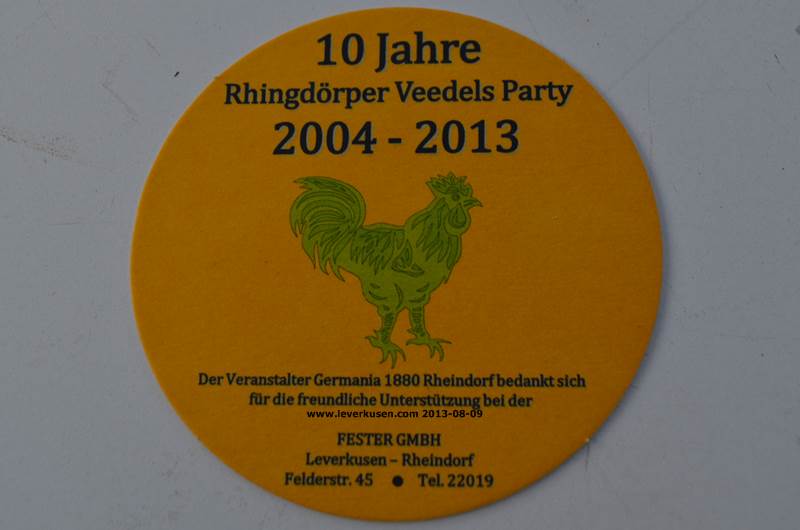 10 Jahre
Rhingdörper Veedels Party
2004 - 2013
Der Veranstalter Germania 1880 Rheindorf bedankt sich
für die freundliche Unterstützung bei der
www.leverkusen.com 2013-08-09
FESTER GMBH
Leverkusen – Rheindorf
Felderstr. 45 ● Tel. 22019